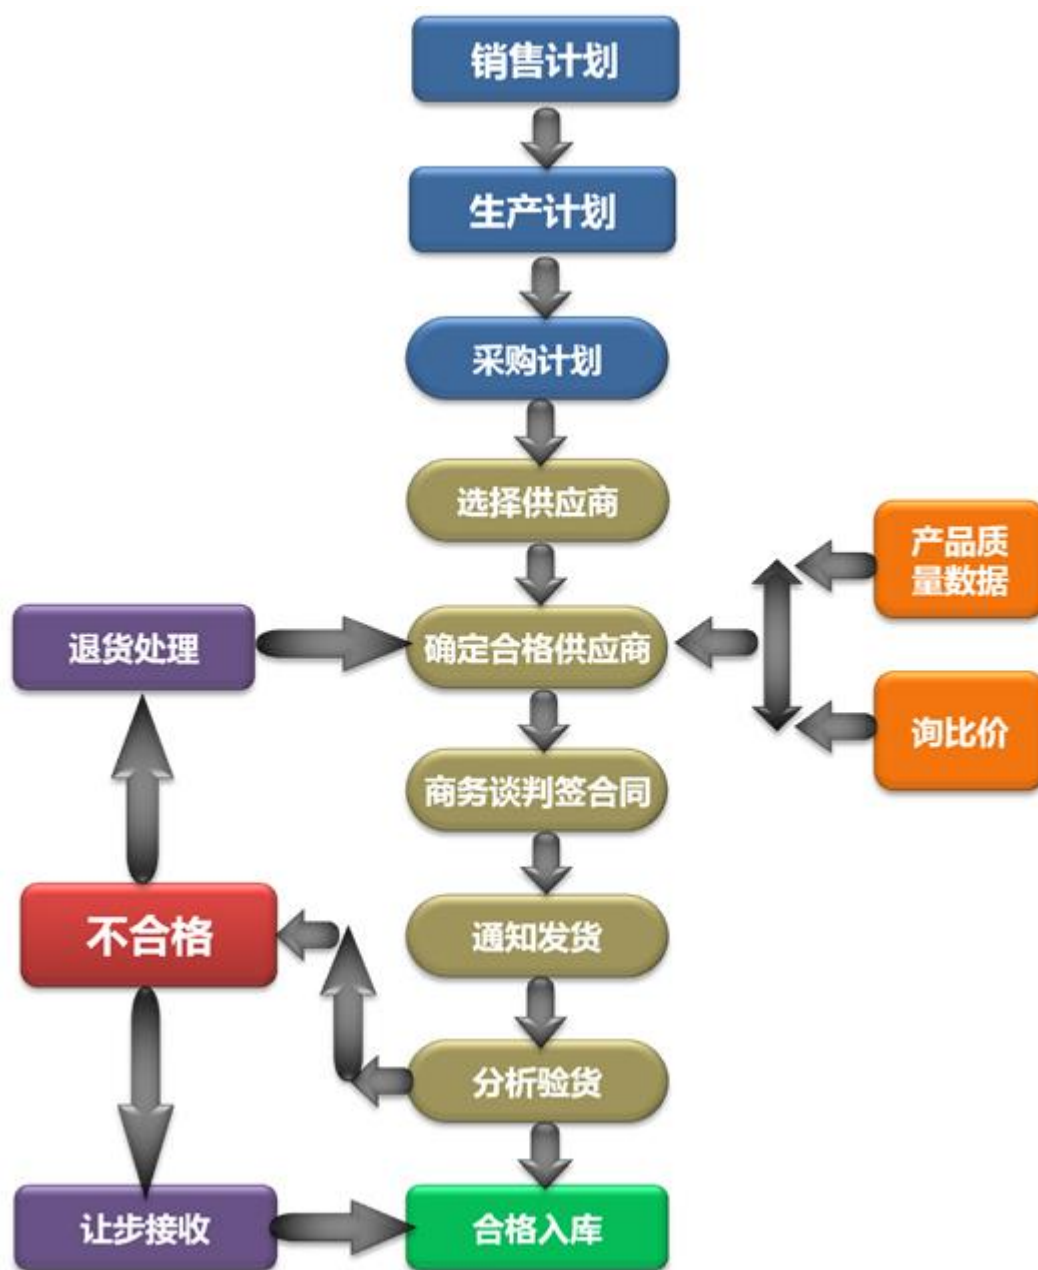 销售计划
生产计划
采购计划
选择供应商
产品质
量数据
退货处理
确定合格供应商
询比价
商务谈判签合同
不合格
通知发货
分析验货
让步接收
合格入库